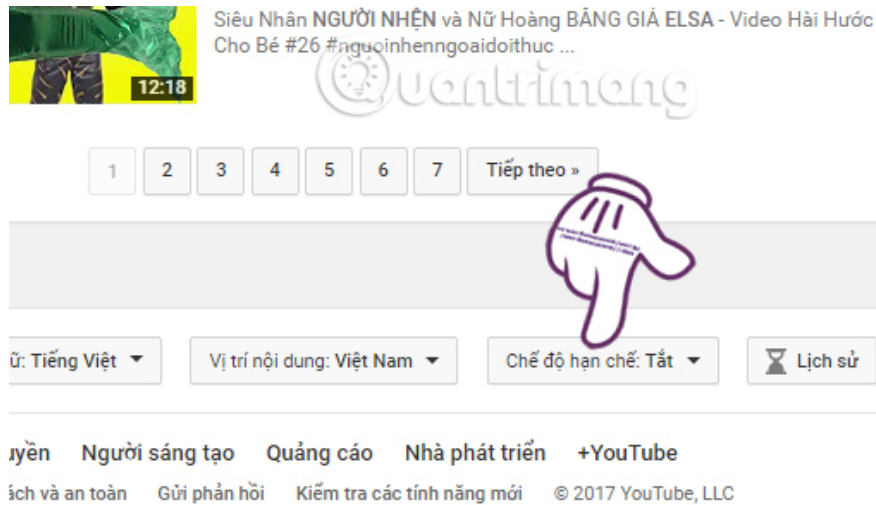 Siêu Nhân NGƯỜI NHỆN và Nữ Hoàng BĂNG GIÁ ELSA - Video Hài Hước
Cho Bé #26 #nguoinhenngoaidoithuc ...
12:18
Quantrimang
1 2 3 4 5 6 7 Tiếp theo »
ữ: Tiếng Việt Vị trí nội dung: Việt Nam Chế độ hạn chế: Tắt Lịch sử
uyền Người sáng tạo Quảng cáo Nhà phát triển +YouTube
ách và an toàn Gửi phản hồi Kiểm tra các tính năng mới © 2017 YouTube, LLC